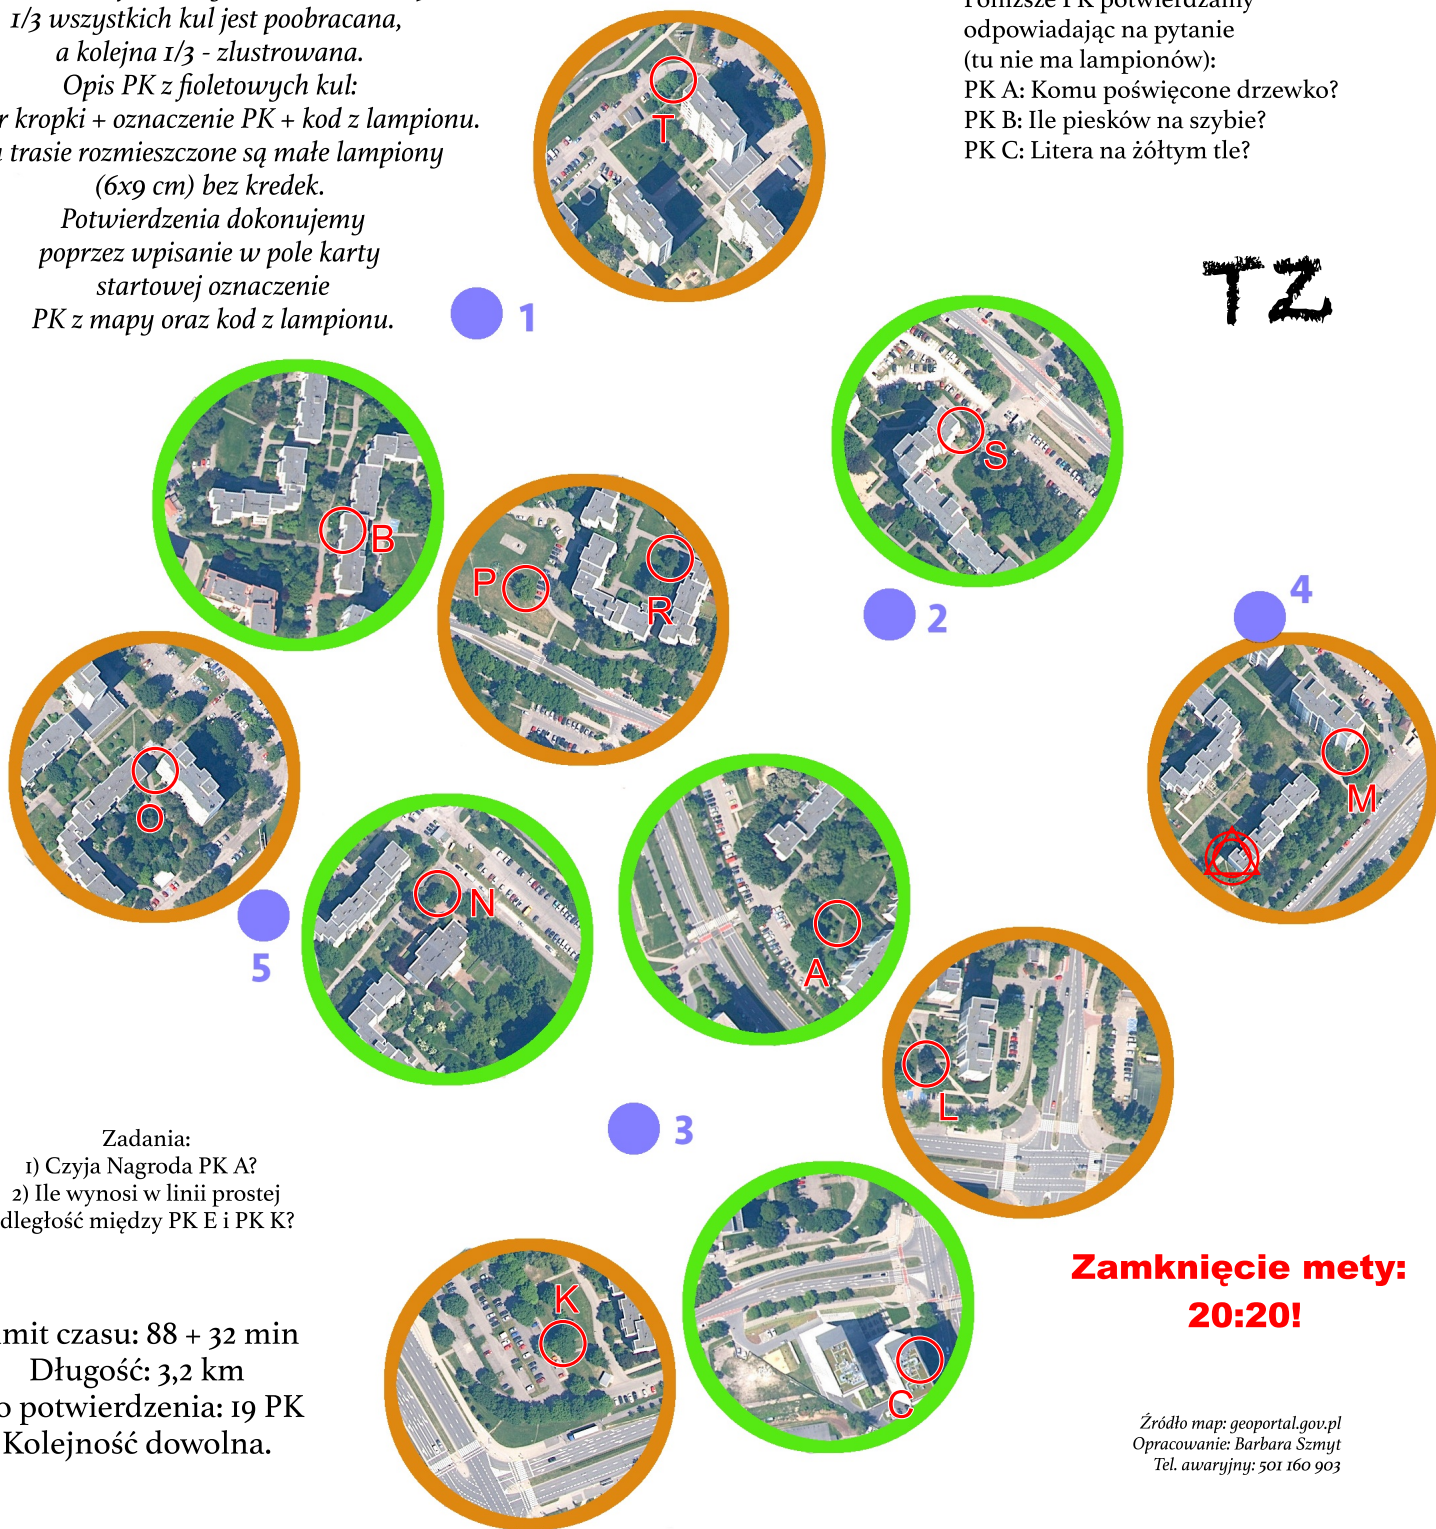 1/3 wszystkich kul jest poobracana,
a kolejna 1/3 - zlustrowana.
Opis PK z fioletowych kul:
r kropki + oznaczenie PK + kod z lampionu.
trasie rozmieszczone są małe lampiony
(6x9 cm) bez kredek.
Potwierdzenia dokonujemy
poprzez wpisanie w pole karty
startowej oznaczenie
PK z mapy oraz kod z lampionu.
Poniższe PK potwierdzamy
odpowiadając na pytanie
(tu nie ma lampionów):
PK A: Komu poświęcone drzewko?
PK B: Ile piesków na szybie?
PK C: Litera na żółtym tle?
TZ
T
1
S
B
P
R
2
4
O
M
N
5
A
L
3
K
C
Zadania:
1) Czyja Nagroda PK A?
2) Ile wynosi w linii prostej
dległość między PK E i PK K?
mit czasu: 88 + 32 min
Długość: 3,2 km
o potwierdzenia: 19 PK
Kolejność dowolna.
Zamknięcie mety:
20:20!
Źródło map: geoportal.gov.pl
Opracowanie: Barbara Szmyt
Tel. awaryjny: 501 160 903